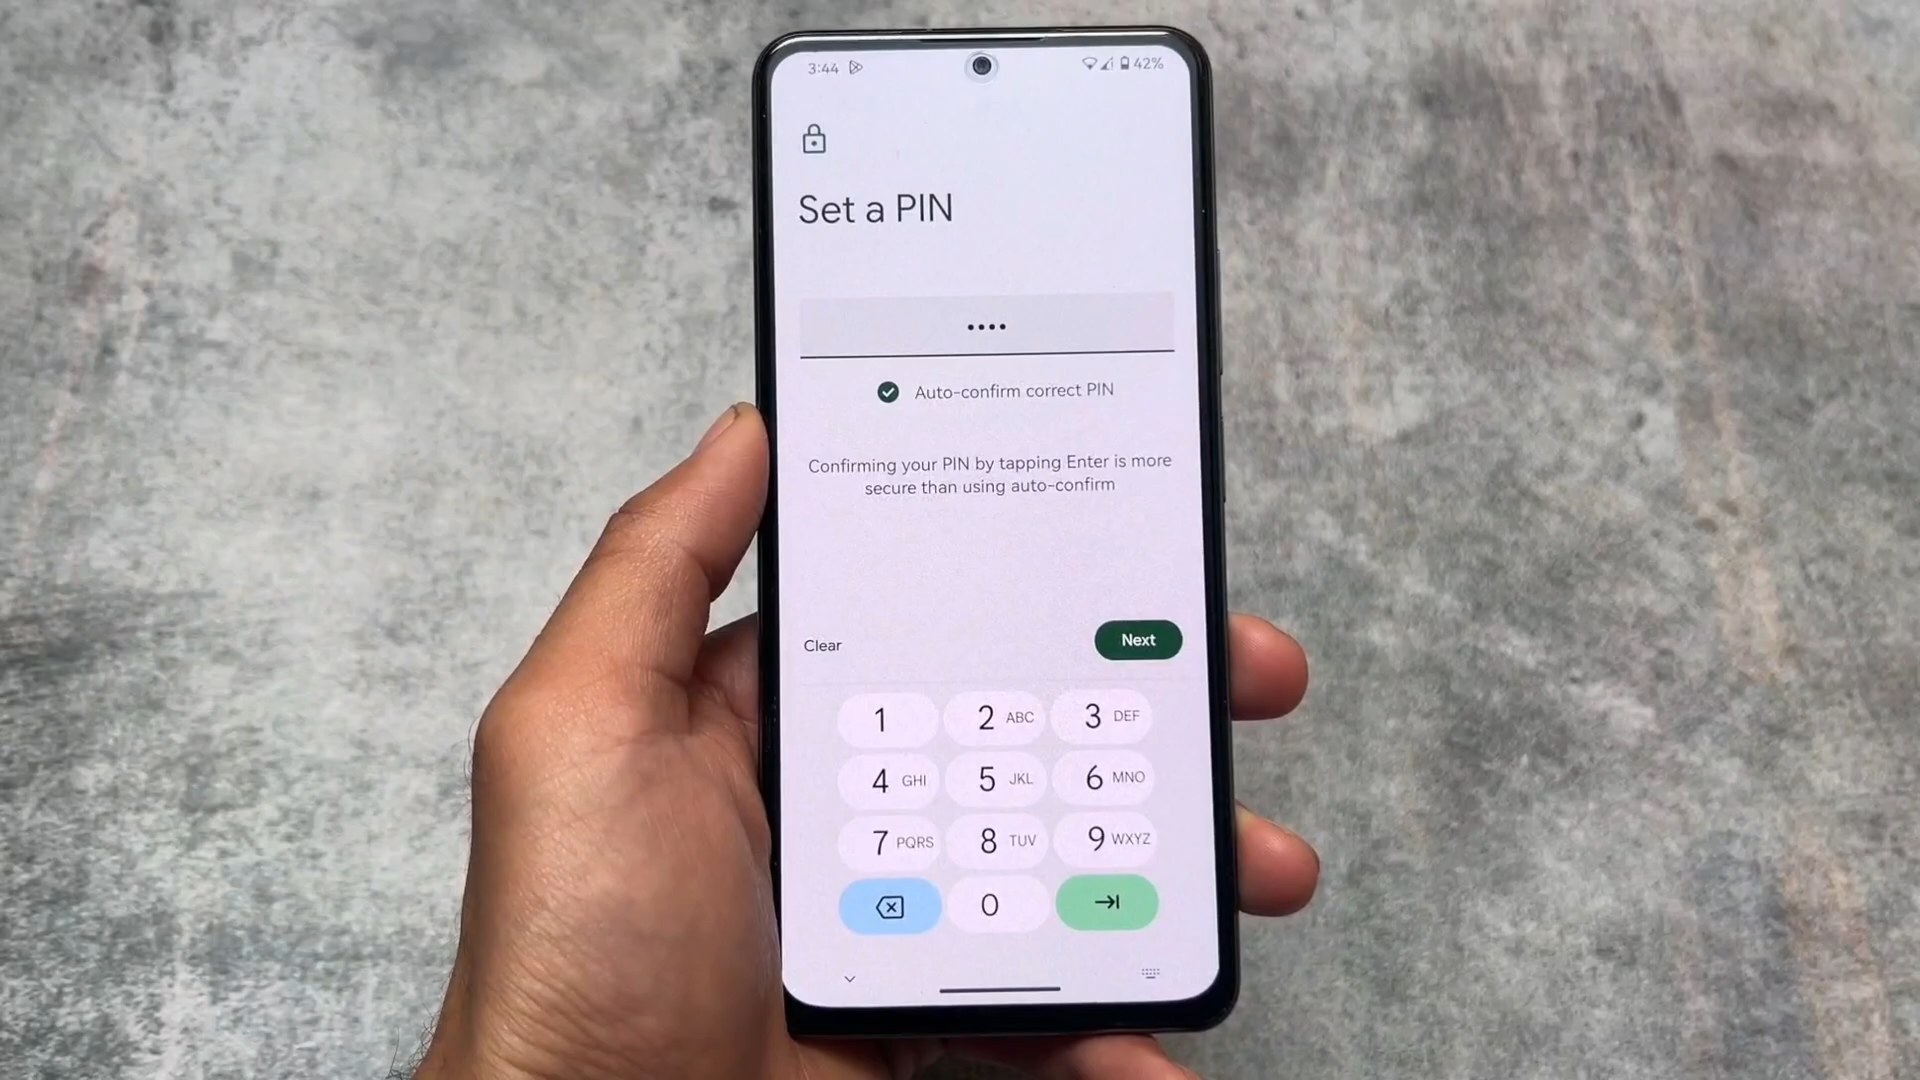 3:44 42%
Set a PIN
••••
Auto-confirm correct PIN
Confirming your PIN by tapping Enter is more
secure than using auto-confirm
Clear Next
1 2 ABC 3 DEF
4 GHI 5 JKL 6 MNO
7 PQRS 8 TUV 9 WXYZ
0